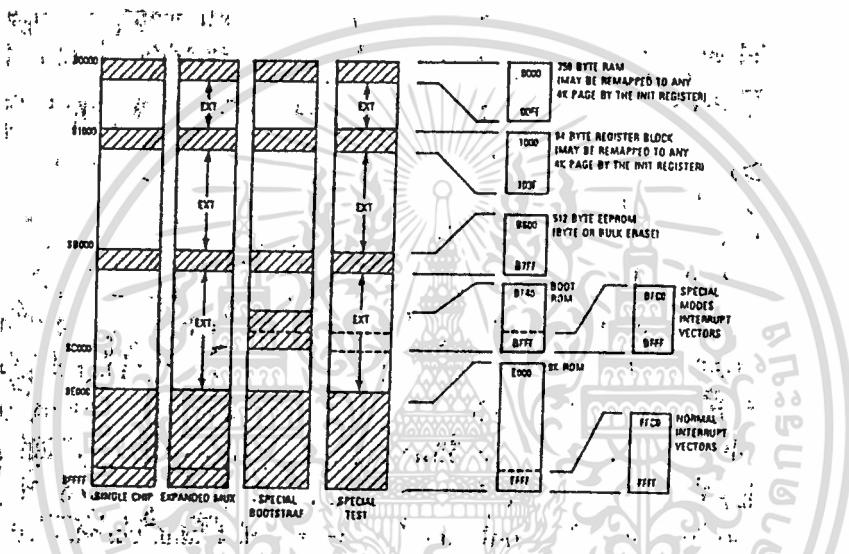 $0000
$1000
$B000
$C000
$E000
$FFFF
EXT
EXT
EXT
EXT
EXT
EXT
SINGLE CHIP
EXPANDED MUX
SPECIAL
BOOTSTRAP
SPECIAL
TEST
0000
00FF
256 BYTE RAM
(MAY BE REMAPPED TO ANY
4K PAGE BY THE INIT REGISTER)
1000
103F
64 BYTE REGISTER BLOCK
(MAY BE REMAPPED TO ANY
4K PAGE BY THE INIT REGISTER)
B600
B7FF
512 BYTE EEPROM
(BYTE OR BULK ERASE)
BF40
BOOT
ROM
BFFF
BFC0
BFFF
SPECIAL
MODES
INTERRUPT
VECTORS
E000
8K ROM
FFFF
FFC0
FFFF
NORMAL
INTERRUPT
VECTORS